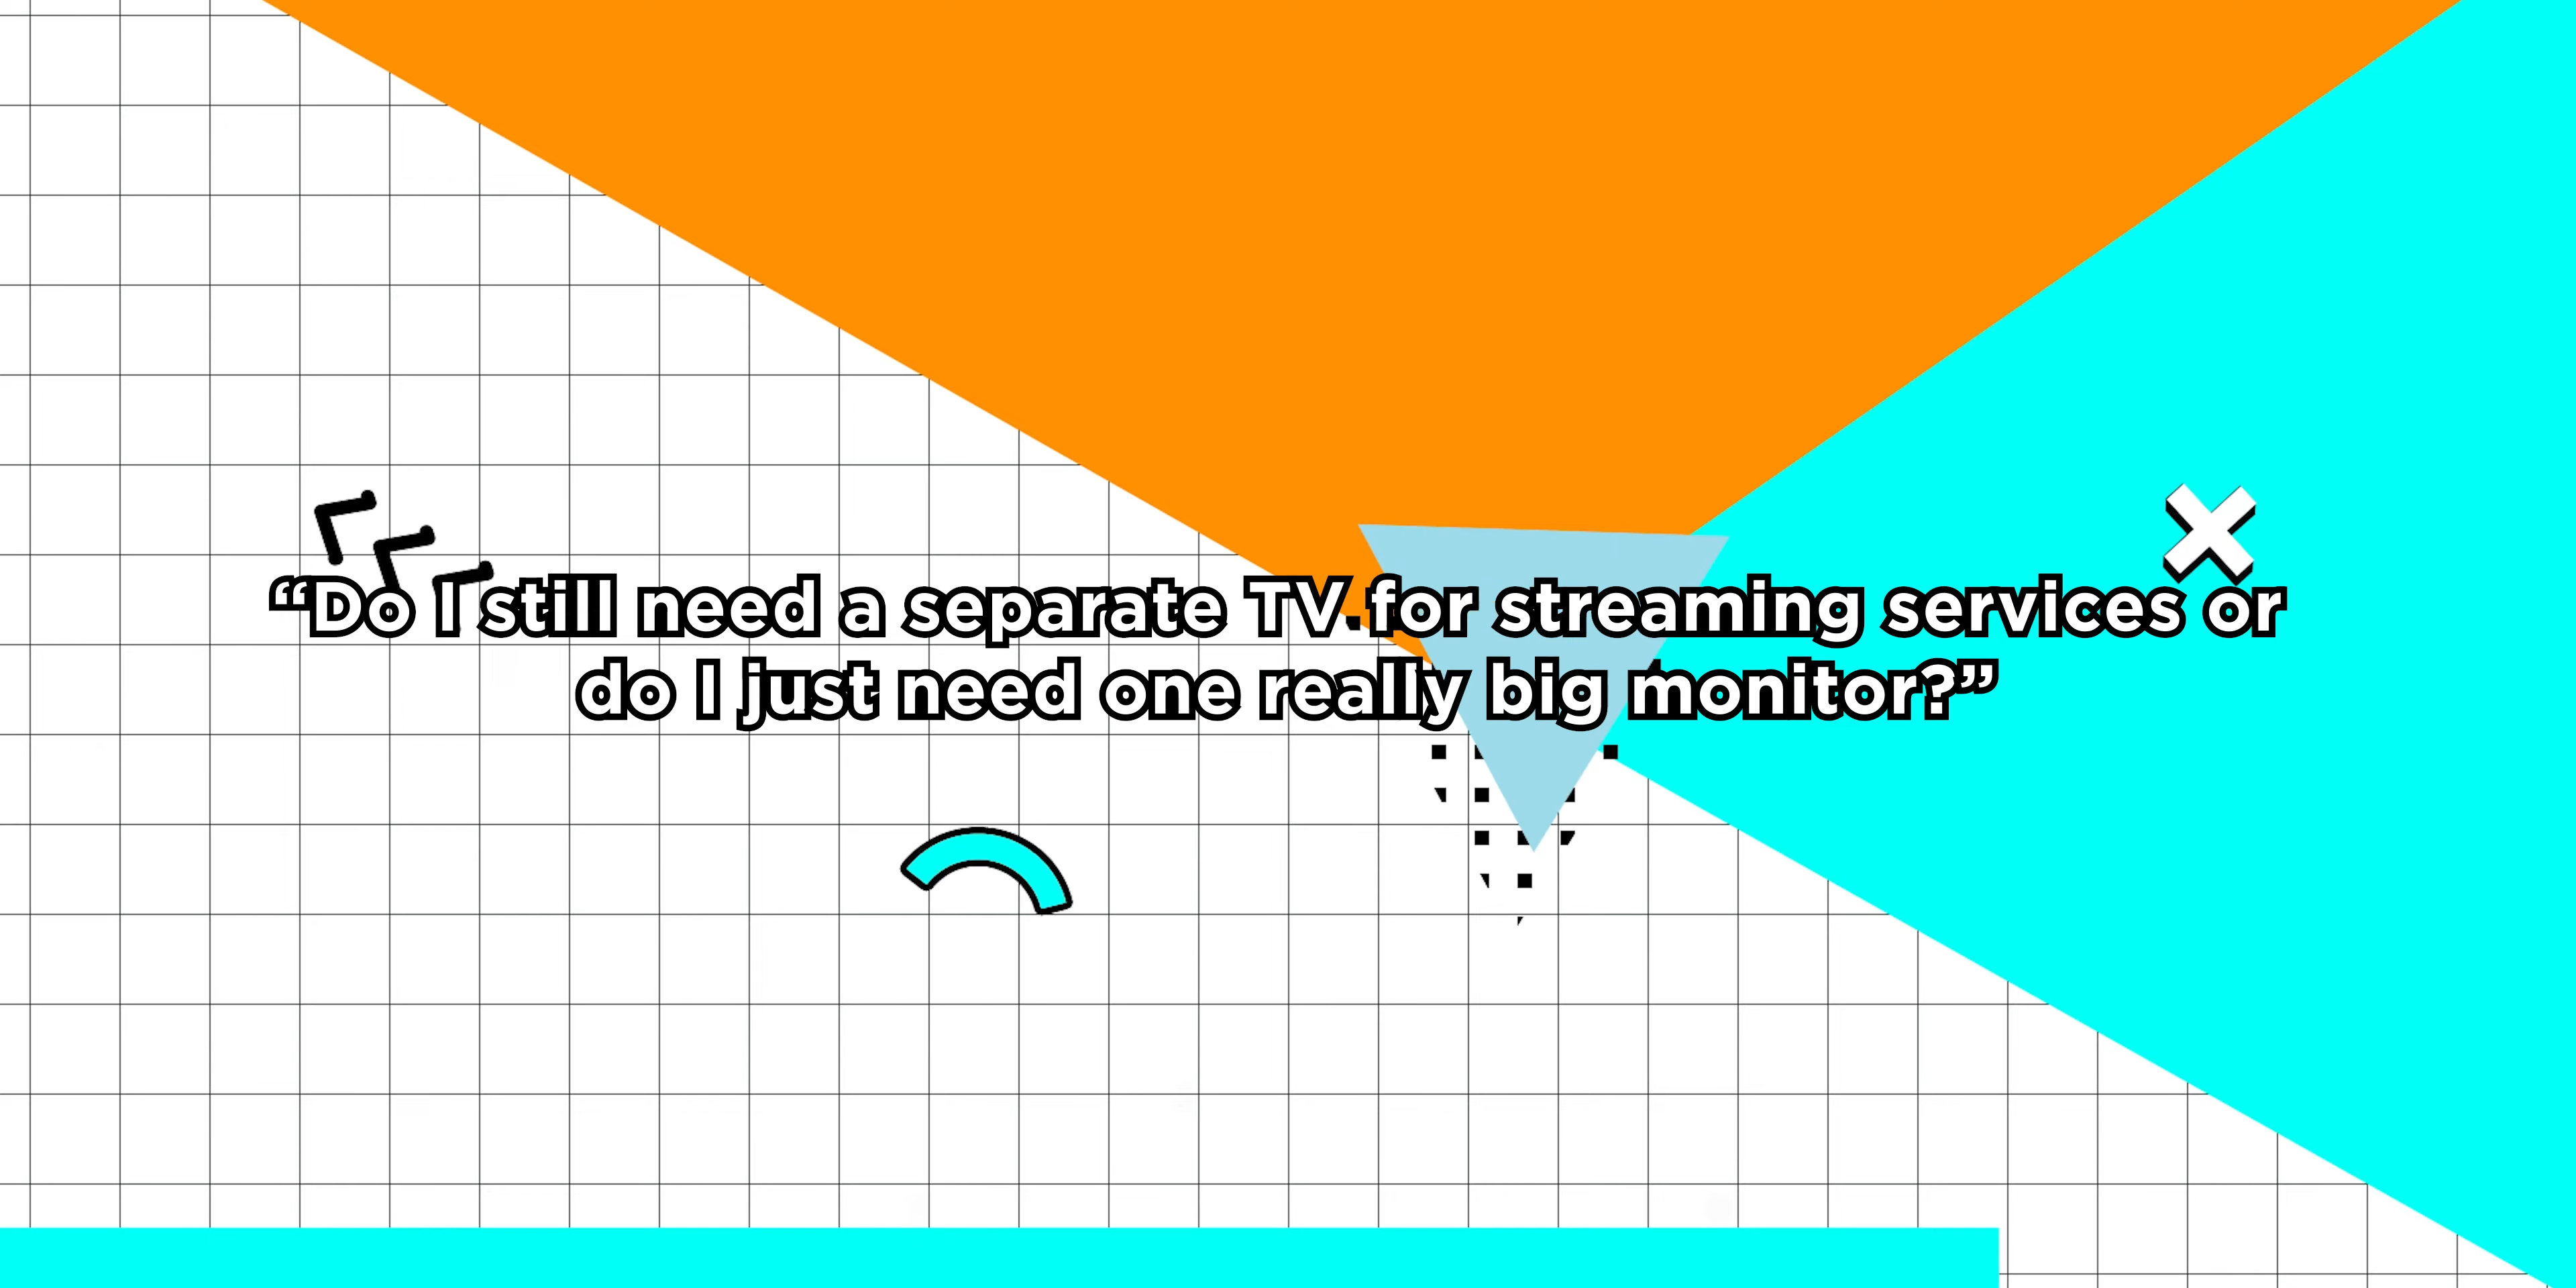 “Do I still need a separate TV for streaming services or
do I just need one really big monitor?”